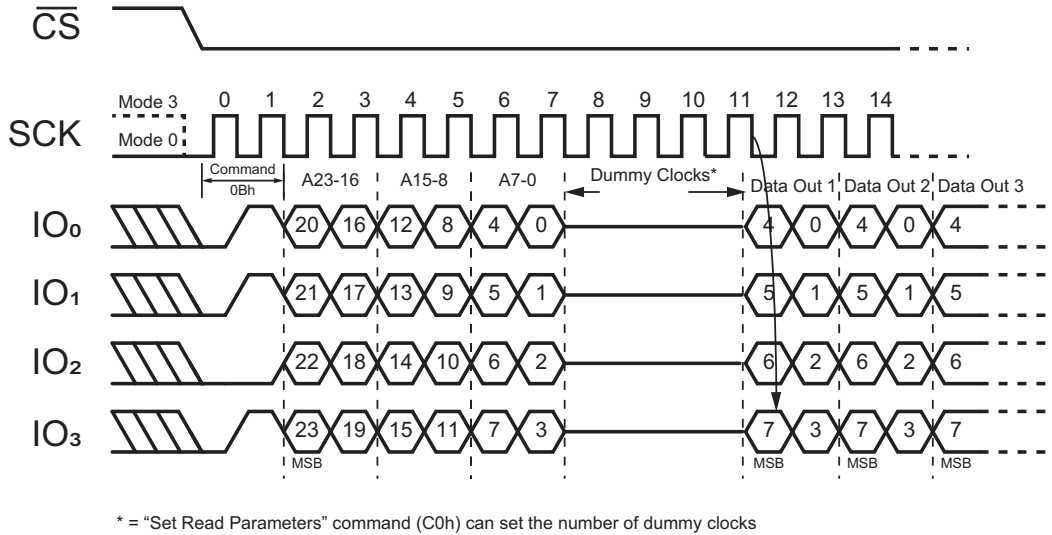 CS
Mode 3 0 1 2 3 4 5 6 7 8 9 10 11 12 13 14
SCK
Mode 0
Command A23-16 A15-8 A7-0 Dummy Clocks* Data Out 1 Data Out 2 Data Out 3
0Bh
IO₀ 20 16 12 8 4 0 4 0 4 0 4
IO₁ 21 17 13 9 5 1 5 1 5 1 5
IO₂ 22 18 14 10 6 2 6 2 6 2 6
IO₃ 23 19 15 11 7 3 7 3 7 3 7
MSB MSB MSB MSB
* = “Set Read Parameters” command (C0h) can set the number of dummy clocks